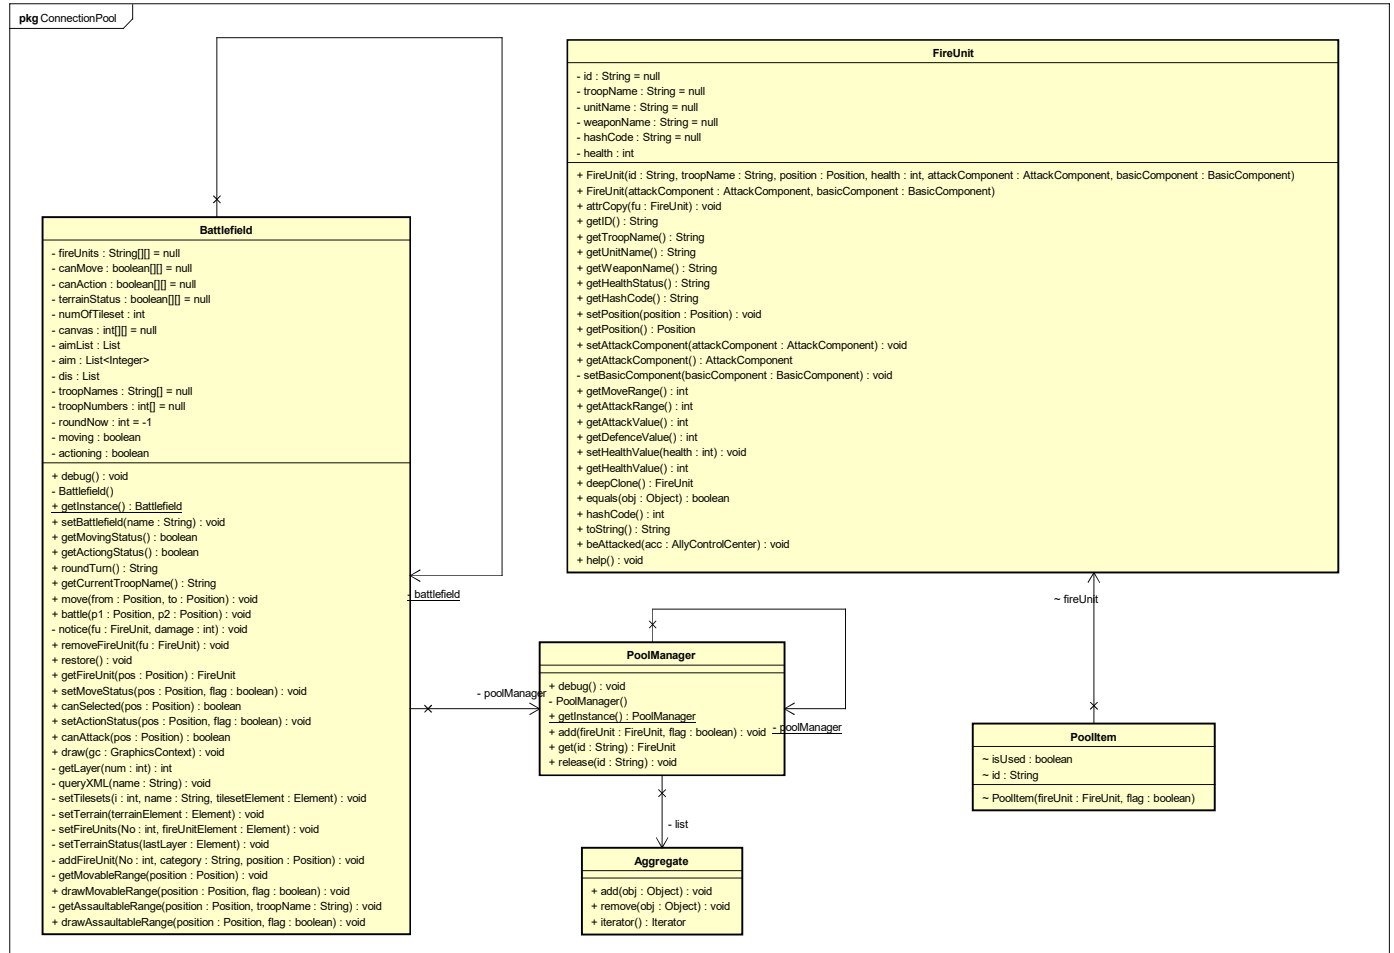 pkg ConnectionPool
Battlefield
- fireUnits : String[][] = null
- canMove : boolean[][] = null
- canAction : boolean[][] = null
- terrainStatus : boolean[][] = null
- numOfTileset : int
- canvas : int[][] = null
- aimList : List
- aim : List<Integer>
- dis : List
- troopNames : String[] = null
- troopNumbers : int[] = null
- roundNow : int = -1
- moving : boolean
- actioning : boolean
+ debug() : void
- Battlefield()
+ getInstance() : Battlefield
+ setBattlefield(name : String) : void
+ getMovingStatus() : boolean
+ getActiongStatus() : boolean
+ roundTurn() : String
+ getCurrentTroopName() : String
+ move(from : Position, to : Position) : void
+ battle(p1 : Position, p2 : Position) : void
- notice(fu : FireUnit, damage : int) : void
+ removeFireUnit(fu : FireUnit) : void
+ restore() : void
+ getFireUnit(pos : Position) : FireUnit
+ setMoveStatus(pos : Position, flag : boolean) : void
+ canSelected(pos : Position) : boolean
+ setActionStatus(pos : Position, flag : boolean) : void
+ canAttack(pos : Position) : boolean
+ draw(gc : GraphicsContext) : void
- getLayer(num : int) : int
- queryXML(name : String) : void
- setTilesets(i : int, name : String, tilesetElement : Element) : void
- setTerrain(terrainElement : Element) : void
- setFireUnits(No : int, fireUnitElement : Element) : void
- setTerrainStatus(lastLayer : Element) : void
- addFireUnit(No : int, category : String, position : Position) : void
- getMovableRange(position : Position) : void
+ drawMovableRange(position : Position, flag : boolean) : void
- getAssaultableRange(position : Position, troopName : String) : void
+ drawAssaultableRange(position : Position, flag : boolean) : void
- battlefield
FireUnit
- id : String = null
- troopName : String = null
- unitName : String = null
- weaponName : String = null
- hashCode : String = null
- health : int
+ FireUnit(id : String, troopName : String, position : Position, health : int, attackComponent : AttackComponent, basicComponent : BasicComponent)
+ FireUnit(attackComponent : AttackComponent, basicComponent : BasicComponent)
+ attrCopy(fu : FireUnit) : void
+ getID() : String
+ getTroopName() : String
+ getUnitName() : String
+ getWeaponName() : String
+ getHealthStatus() : String
+ getHashCode() : String
+ setPosition(position : Position) : void
+ getPosition() : Position
+ setAttackComponent(attackComponent : AttackComponent) : void
+ getAttackComponent() : AttackComponent
- setBasicComponent(basicComponent : BasicComponent) : void
+ getMoveRange() : int
+ getAttackRange() : int
+ getAttackValue() : int
+ getDefenceValue() : int
+ setHealthValue(health : int) : void
+ getHealthValue() : int
+ deepClone() : FireUnit
+ equals(obj : Object) : boolean
+ hashCode() : int
+ toString() : String
+ beAttacked(acc : AllyControlCenter) : void
+ help() : void
~ fireUnit
- poolManager
PoolManager
+ debug() : void
- PoolManager()
+ getInstance() : PoolManager
+ add(fireUnit : FireUnit, flag : boolean) : void
+ get(id : String) : FireUnit
+ release(id : String) : void
- poolManager
- list
Aggregate
+ add(obj : Object) : void
+ remove(obj : Object) : void
+ iterator() : Iterator
PoolItem
~ isUsed : boolean
~ id : String
~ PoolItem(fireUnit : FireUnit, flag : boolean)